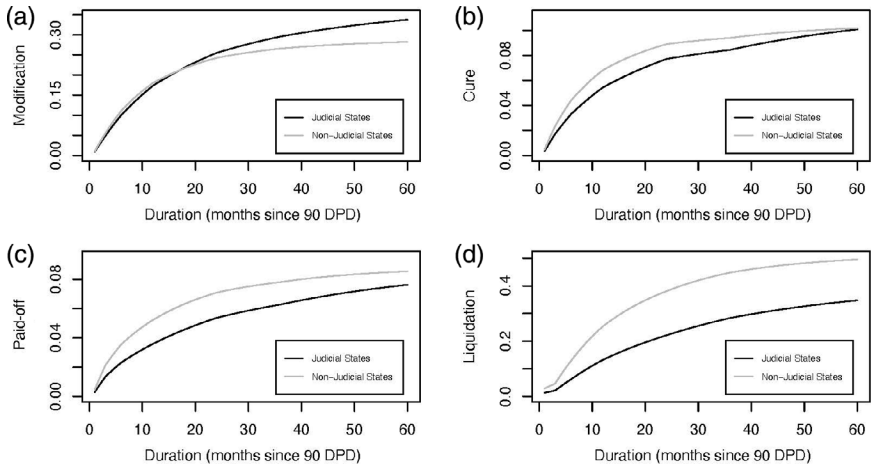 (a)
Modification
0.00 0.15 0.30
Judicial States
Non-Judicial States
0 10 20 30 40 50 60
Duration (months since 90 DPD)
(b)
Cure
0.00 0.04 0.08
Judicial States
Non-Judicial States
0 10 20 30 40 50 60
Duration (months since 90 DPD)
(c)
Paid-off
0.00 0.04 0.08
Judicial States
Non-Judicial States
0 10 20 30 40 50 60
Duration (months since 90 DPD)
(d)
Liquidation
0.0 0.2 0.4
Judicial States
Non-Judicial States
0 10 20 30 40 50 60
Duration (months since 90 DPD)